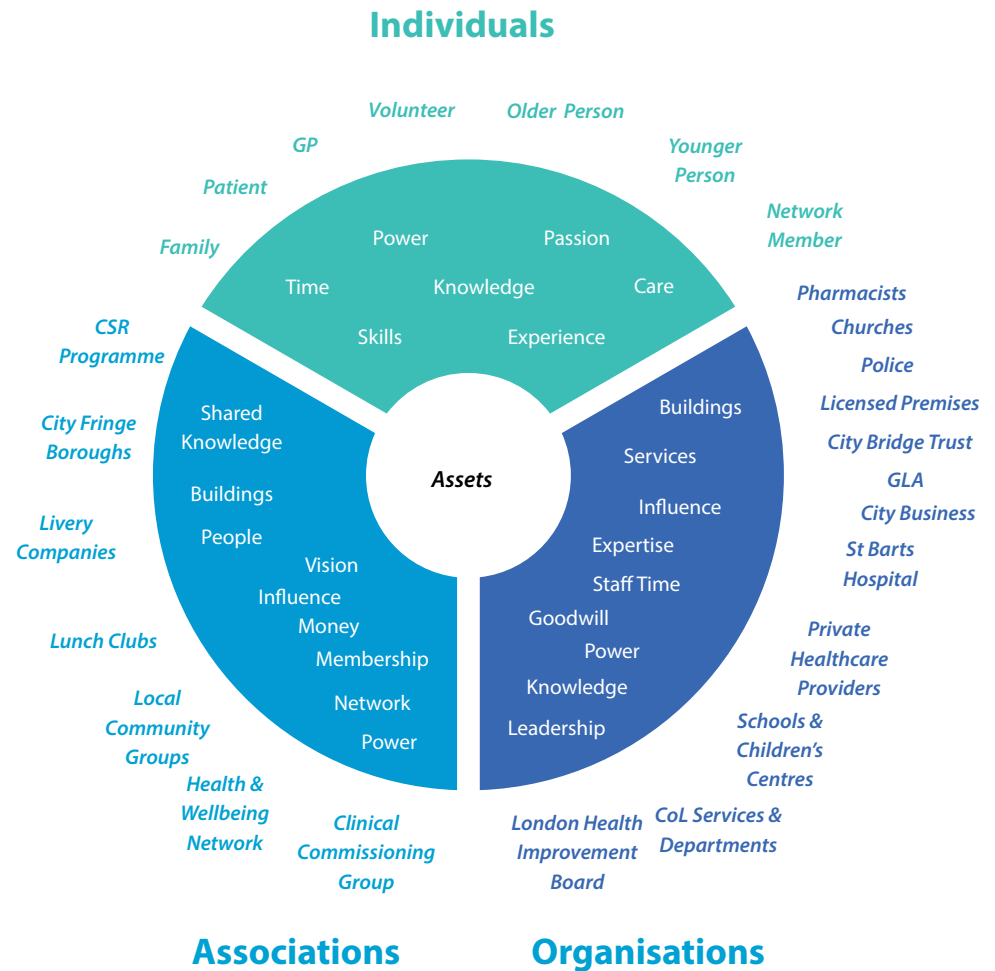 Individuals
Volunteer
Older Person
GP
Younger
Person
Patient
Network
Member
Family
Power
Passion
Time
Knowledge
Care
Skills
Experience
CSR
Programme
City Fringe
Boroughs
Livery
Companies
Lunch Clubs
Local
Community
Groups
Health &
Wellbeing
Network
Clinical
Commissioning
Group
Shared
Knowledge
Buildings
People
Vision
Influence
Money
Membership
Network
Power
Assets
Buildings
Services
Influence
Expertise
Staff Time
Goodwill
Power
Knowledge
Leadership
Pharmacists
Churches
Police
Licensed Premises
City Bridge Trust
GLA
City Business
St Barts
Hospital
Private
Healthcare
Providers
Schools &
Children's
Centres
CoL Services &
Departments
London Health
Improvement
Board
Associations
Organisations